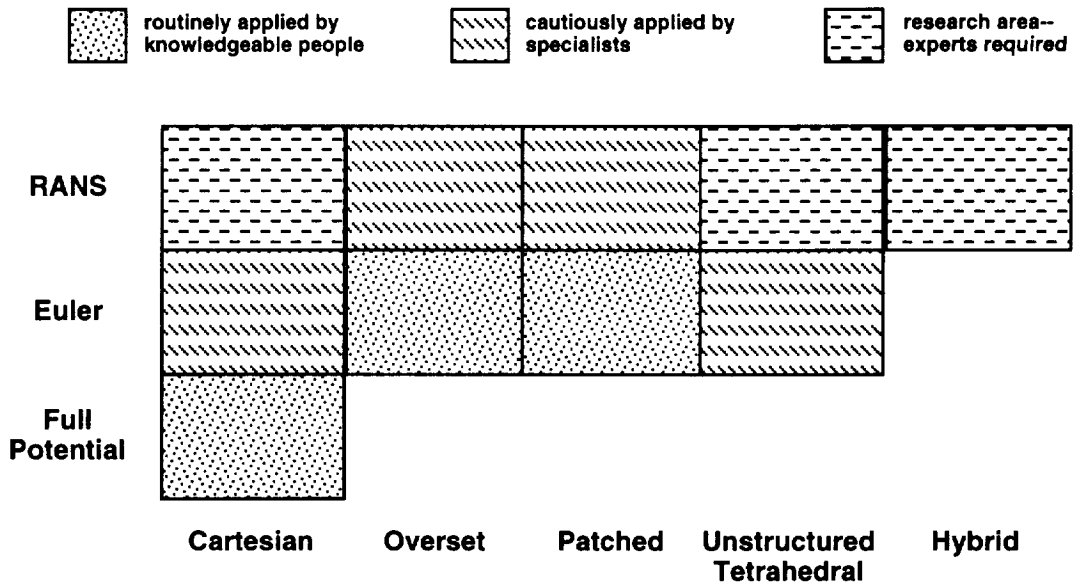 routinely applied by
knowledgeable people
cautiously applied by
specialists
research area--
experts required
RANS
Euler
Full
Potential
Cartesian
Overset
Patched
Unstructured
Tetrahedral
Hybrid